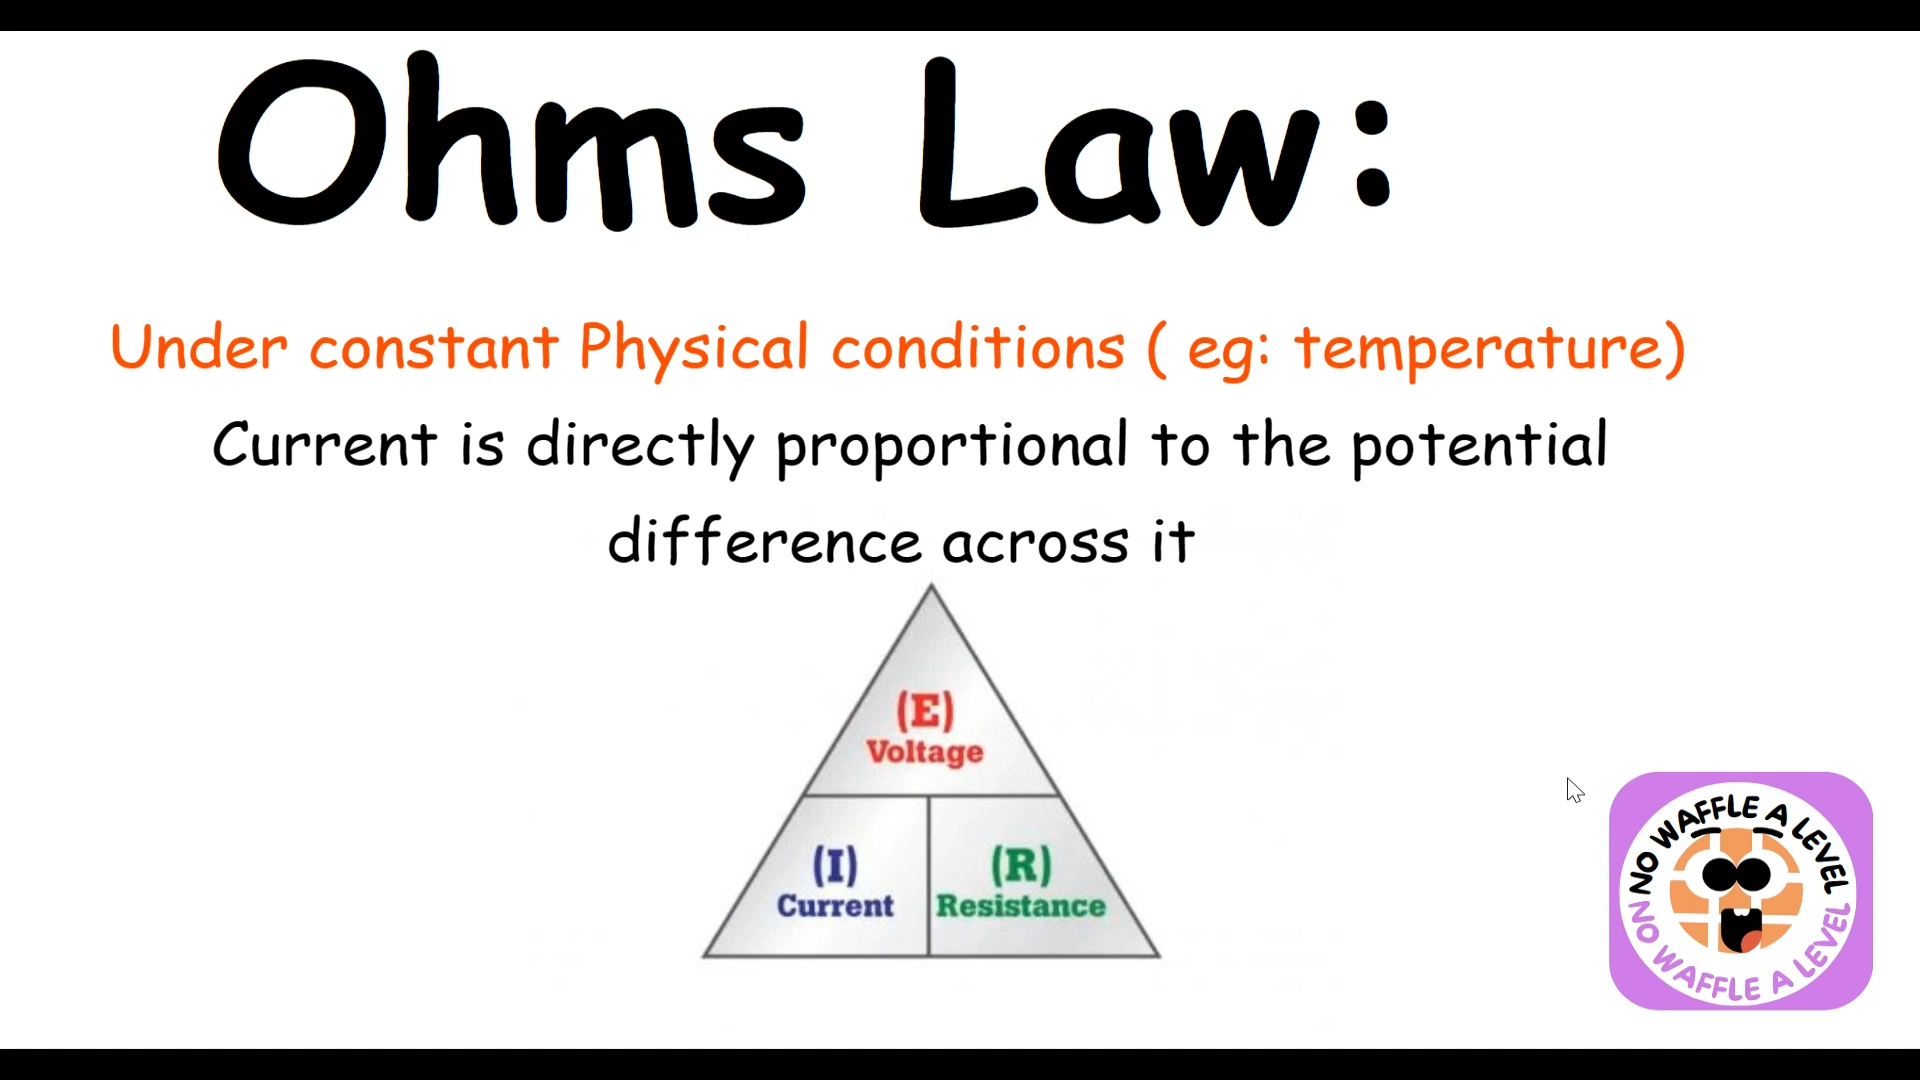 Ohms Law:
Under constant Physical conditions ( eg: temperature)
Current is directly proportional to the potential
difference across it
(E)
Voltage
(I)
Current
(R)
Resistance
NO WAFFLE A LEVEL
NO WAFFLE A LEVEL